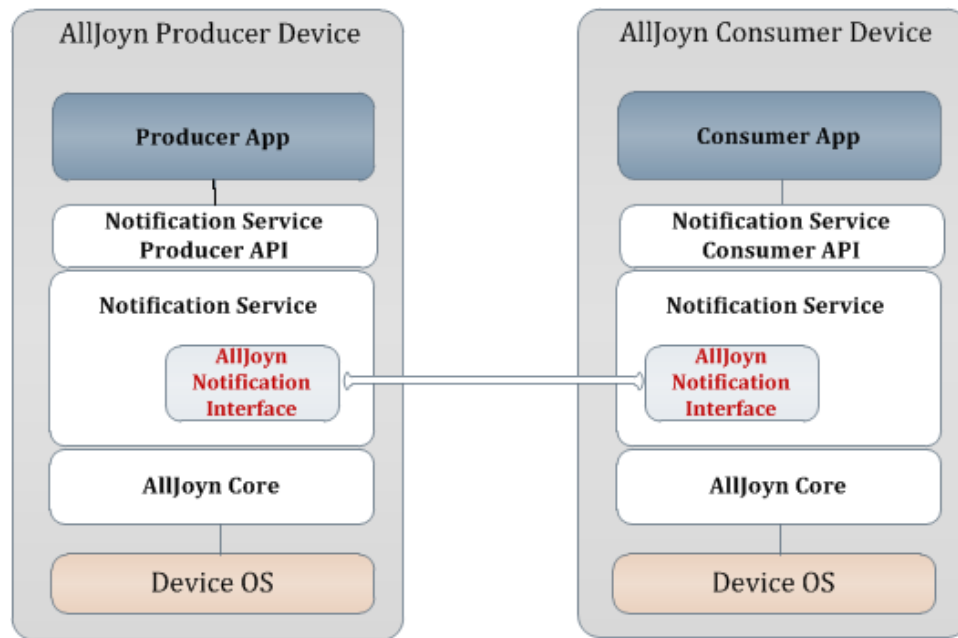 AllJoyn Producer Device
Producer App
Notification Service
Producer API
Notification Service
AllJoyn
Notification
Interface
AllJoyn Core
Device OS
AllJoyn Consumer Device
Consumer App
Notification Service
Consumer API
Notification Service
AllJoyn
Notification
Interface
AllJoyn Core
Device OS